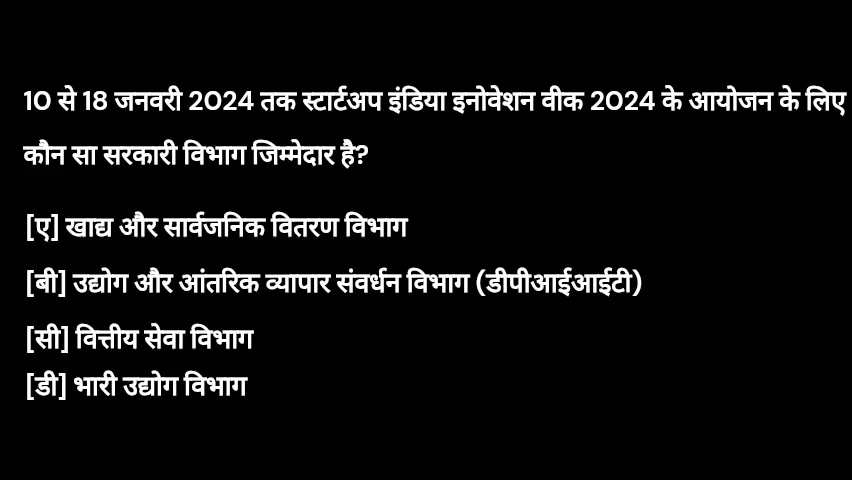 10 से 18 जनवरी 2024 तक स्टार्टअप इंडिया इनोवेशन वीक 2024 के आयोजन के लिए
कौन सा सरकारी विभाग जिम्मेदार है?
[ए] खाद्य और सार्वजनिक वितरण विभाग
[बी] उद्योग और आंतरिक व्यापार संवर्धन विभाग (डीपीआईआईटी)
[सी] वित्तीय सेवा विभाग
[डी] भारी उद्योग विभाग